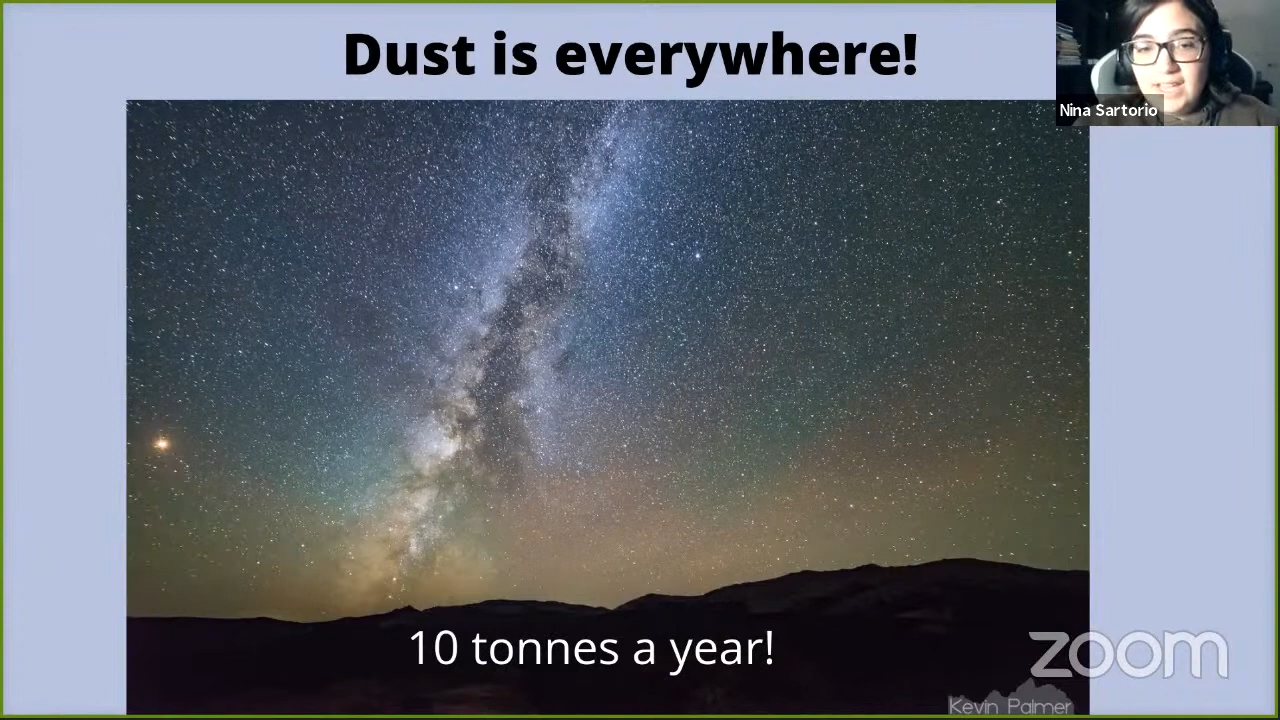 Dust is everywhere!
Nina Sartorio
10 tonnes a year!
zoom
Kevin Palmer